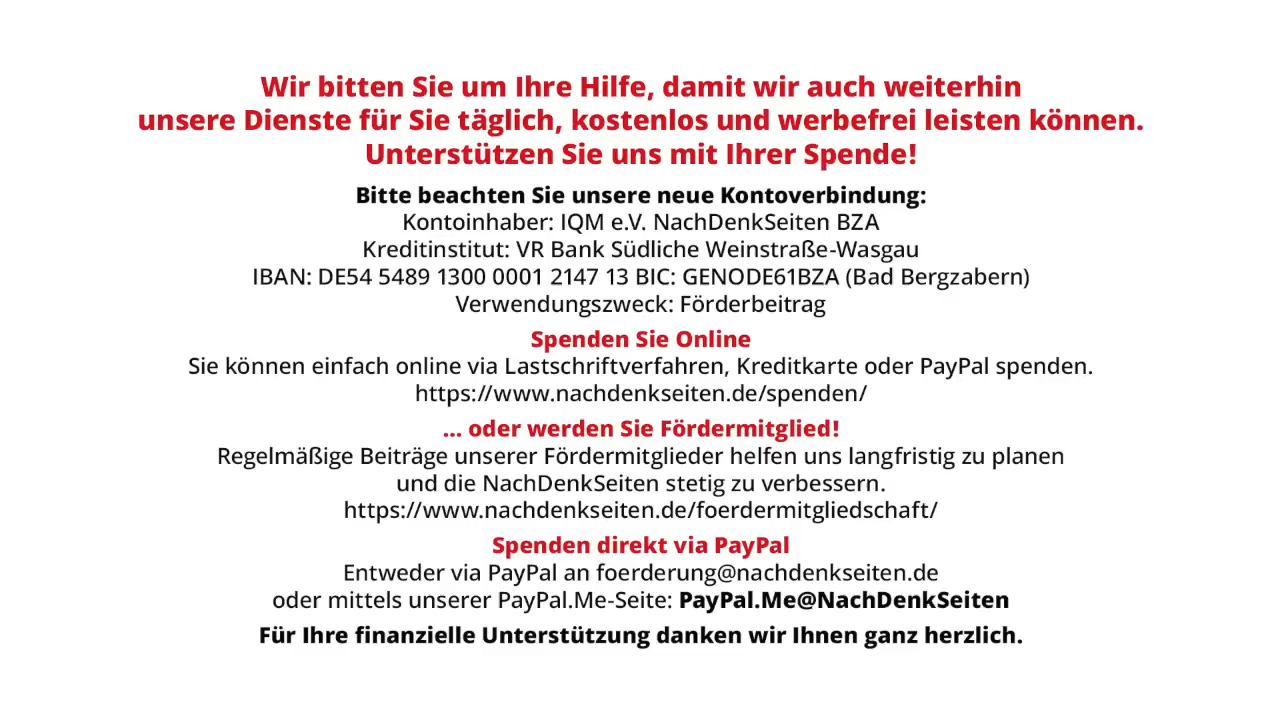 Wir bitten Sie um Ihre Hilfe, damit wir auch weiterhin
unsere Dienste für Sie täglich, kostenlos und werbefrei leisten können.
Unterstützen Sie uns mit Ihrer Spende!
Bitte beachten Sie unsere neue Kontoverbindung:
Kontoinhaber: IQM e.V. NachDenkSeiten BZA
Kreditinstitut: VR Bank Südliche Weinstraße-Wasgau
IBAN: DE54 5489 1300 0001 2147 13 BIC: GENODE61BZA (Bad Bergzabern)
Verwendungszweck: Förderbeitrag
Spenden Sie Online
Sie können einfach online via Lastschriftverfahren, Kreditkarte oder PayPal spenden.
https://www.nachdenkseiten.de/spenden/
... oder werden Sie Fördermitglied!
Regelmäßige Beiträge unserer Fördermitglieder helfen uns langfristig zu planen
und die NachDenkSeiten stetig zu verbessern.
https://www.nachdenkseiten.de/foerdermitgliedschaft/
Spenden direkt via PayPal
Entweder via PayPal an foerderung@nachdenkseiten.de
oder mittels unserer PayPal.Me-Seite: PayPal.Me@NachDenkSeiten
Für Ihre finanzielle Unterstützung danken wir Ihnen ganz herzlich.